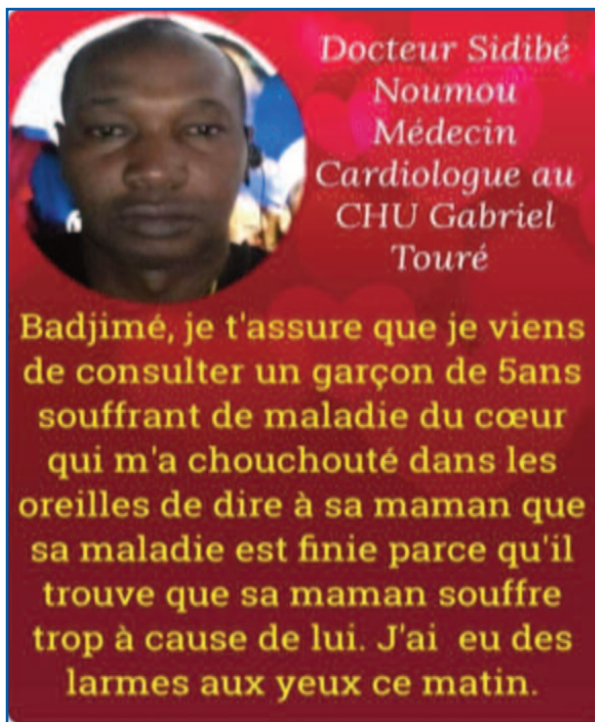 Docteur Sidibé
Noumou
Médecin
Cardiologue au
CHU Gabriel
Touré
Badjimé, je t'assure que je viens
de consulter un garçon de 5ans
souffrant de maladie du cœur
qui m'a chouchouté dans les
oreilles de dire à sa maman que
sa maladie est finie parce qu'il
trouve que sa maman souffre
trop à cause de lui. J'ai eu des
larmes aux yeux ce matin.